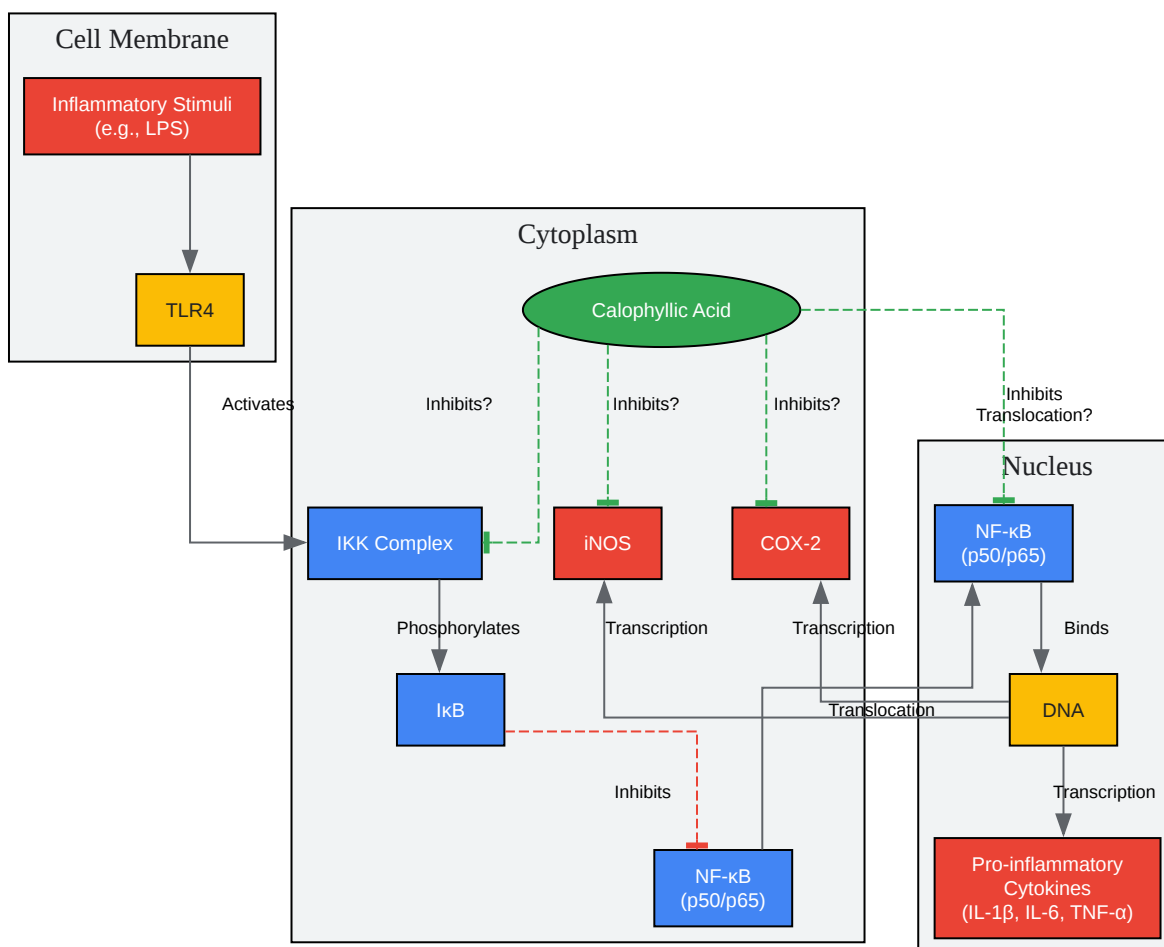 Cell Membrane
Inflammatory Stimuli
(e.g., LPS)
TLR4
Activates
Cytoplasm
Calophyllic Acid
Inhibits?
Inhibits?
Inhibits?
Inhibits
Translocation?
Nucleus
IKK Complex
iNOS
COX-2
NF-κB
(p50/p65)
Phosphorylates
Transcription
Transcription
Binds
IκB
Translocation
DNA
Inhibits
Transcription
NF-κB
(p50/p65)
Pro-inflammatory
Cytokines
(IL-1β, IL-6, TNF-α)